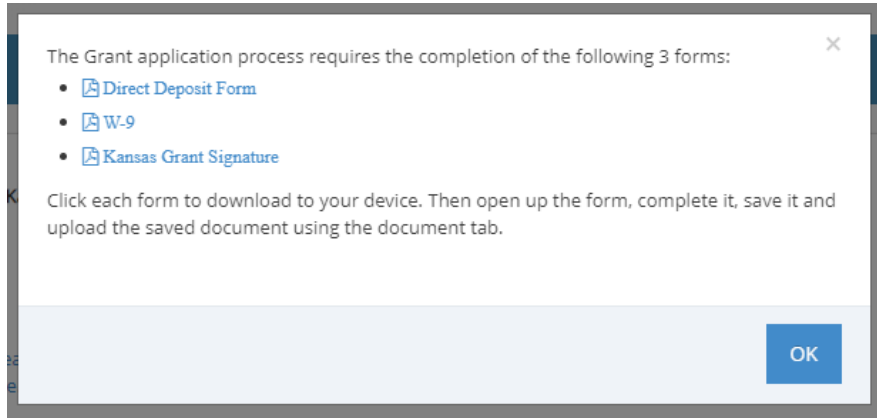 The Grant application process requires the completion of the following 3 forms:
Direct Deposit Form
W-9
Kansas Grant Signature
Click each form to download to your device. Then open up the form, complete it, save it and
upload the saved document using the document tab.
OK